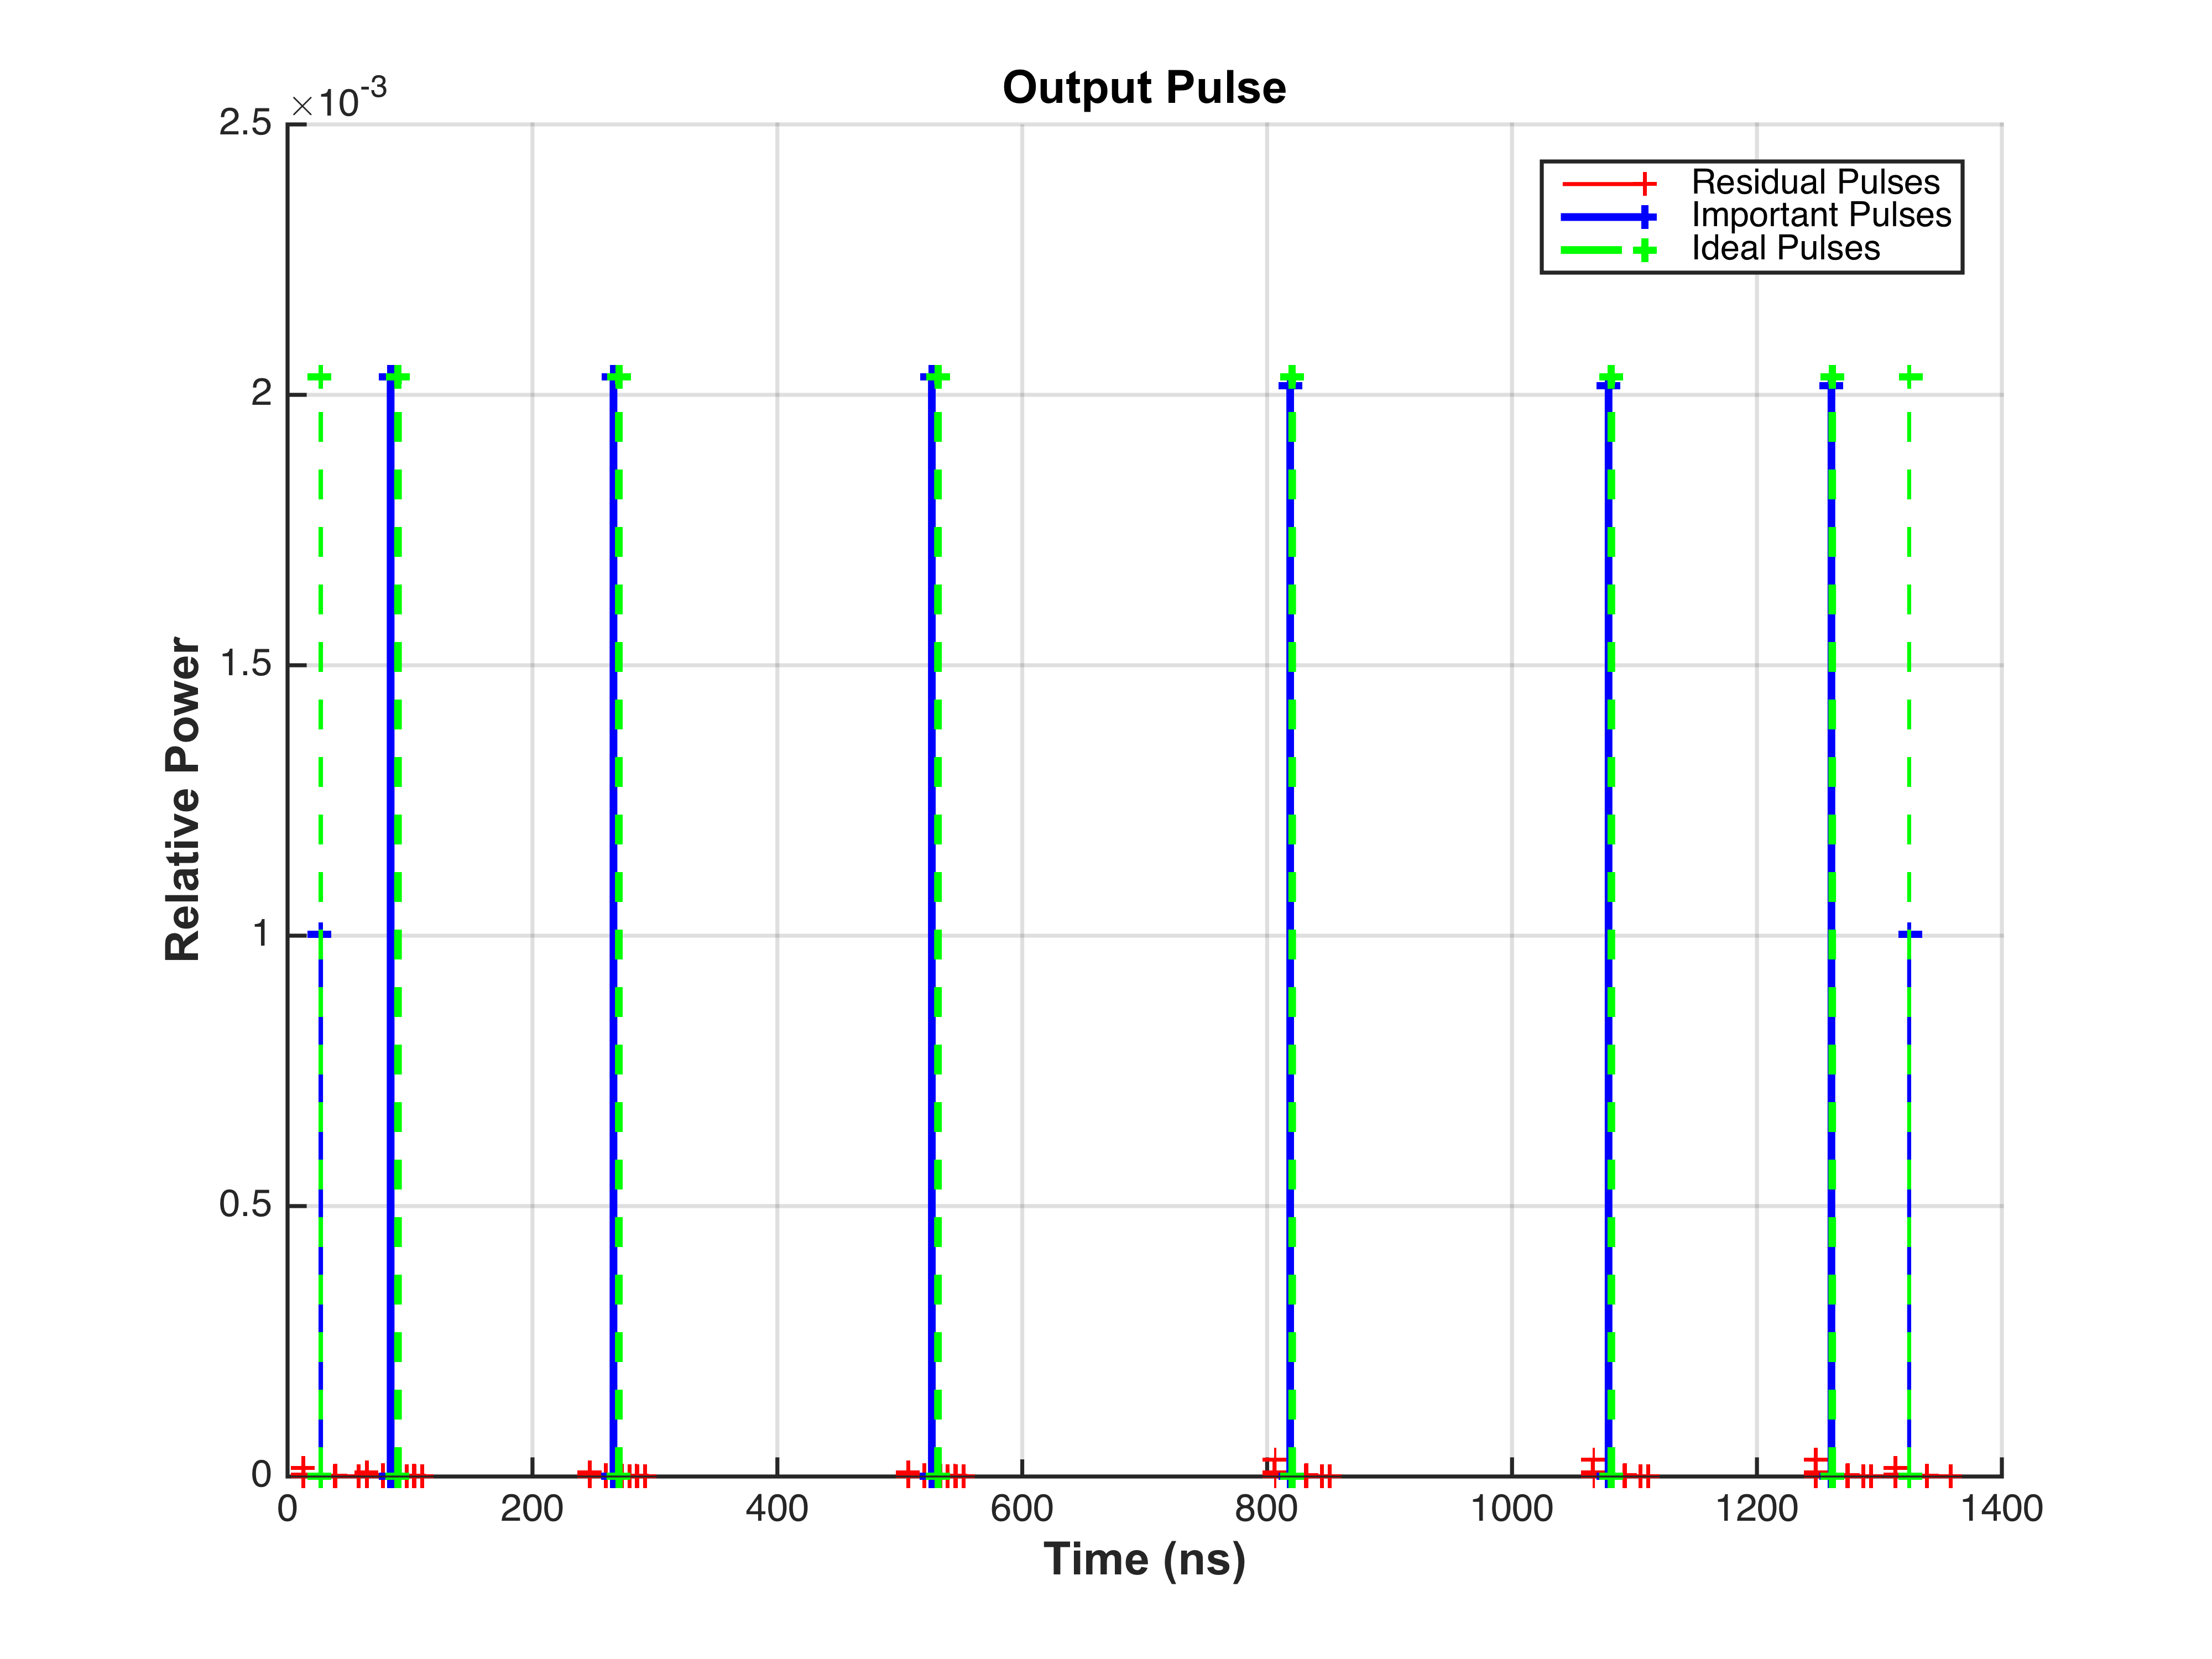 Output Pulse
×10-3
2.5
2
1.5
1
0.5
0
Relative Power
Residual Pulses
Important Pulses
Ideal Pulses
0 200 400 600 800 1000 1200 1400
Time (ns)